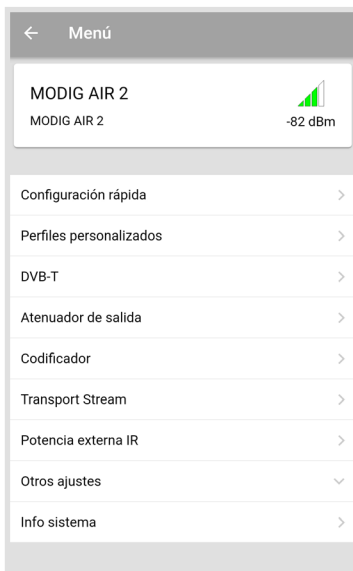 Menú
MODIG AIR 2
MODIG AIR 2
-82 dBm
Configuración rápida
Perfiles personalizados
DVB-T
Atenuador de salida
Codificador
Transport Stream
Potencia externa IR
Otros ajustes
Info sistema